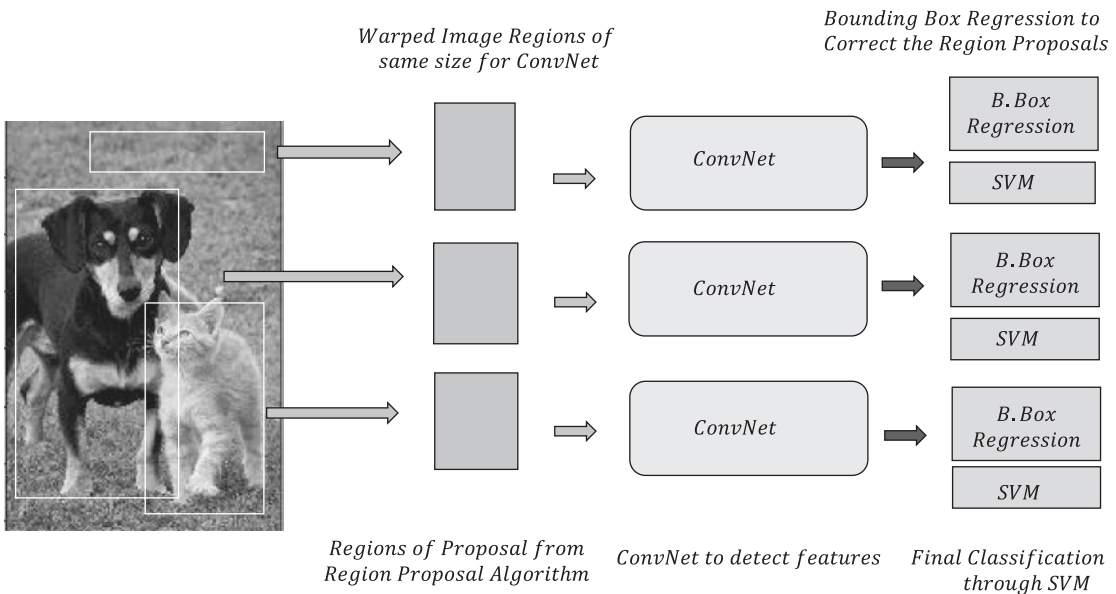 Warped Image Regions of
same size for ConvNet
Bounding Box Regression to
Correct the Region Proposals
ConvNet
B.Box
Regression
SVM
ConvNet
B.Box
Regression
SVM
ConvNet
B.Box
Regression
SVM
Regions of Proposal from
Region Proposal Algorithm
ConvNet to detect features
Final Classification
through SVM